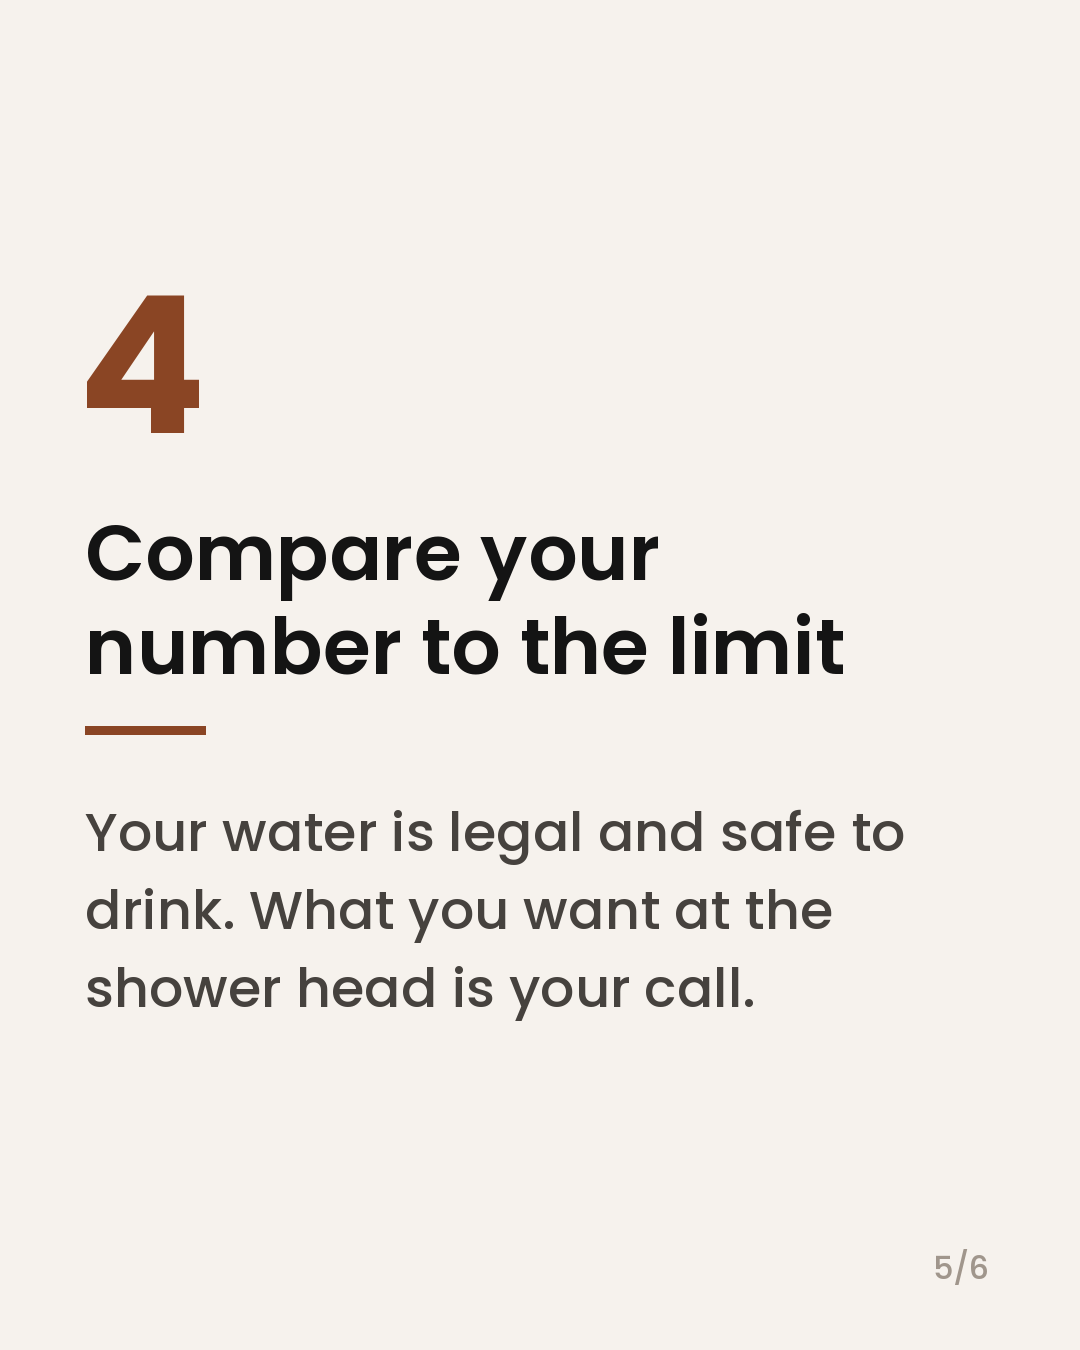 4
Compare your
number to the limit
Your water is legal and safe to
drink. What you want at the
shower head is your call.
5/6